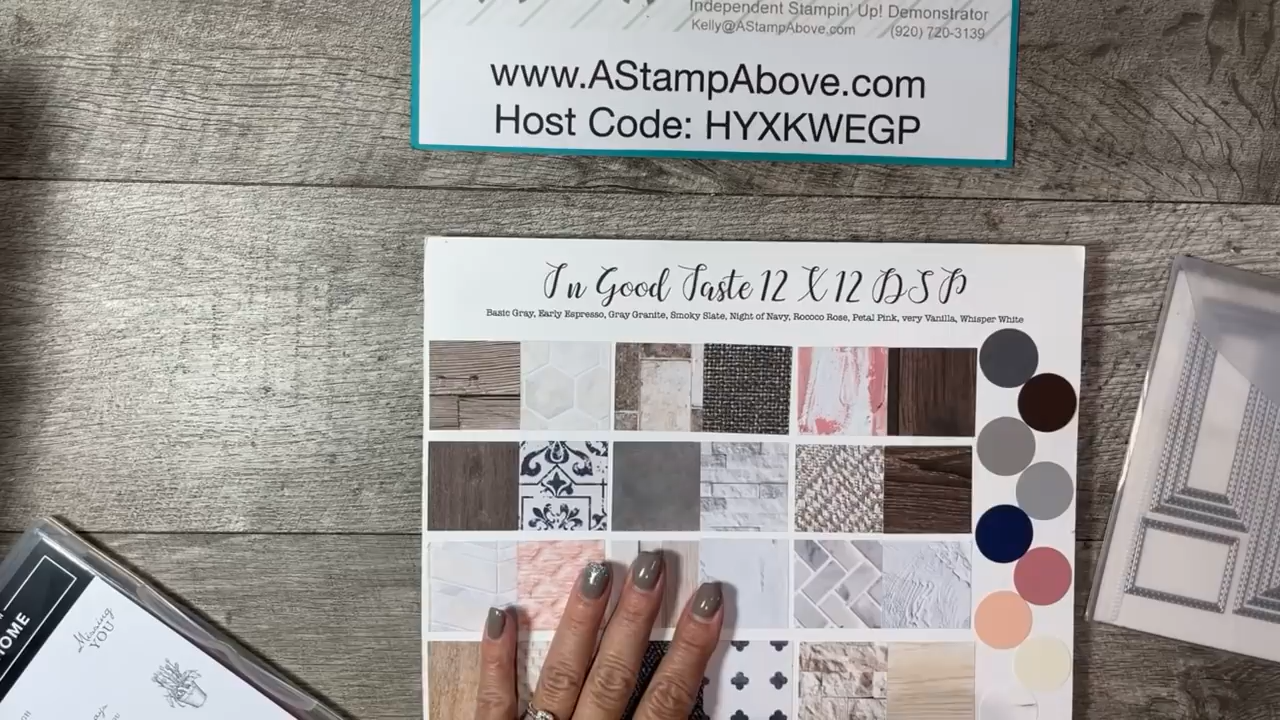 Independent Stampin' Up! Demonstrator
Kelly@AStampAbove.com (920) 720-3139
www.AStampAbove.com
Host Code: HYXKWEGP
In Good Taste 12 X 12 DSP
Basic Gray, Early Espresso, Gray Granite, Smoky Slate, Night of Navy, Rococo Rose, Petal Pink, very Vanilla, Whisper White
HOME
Missing
YOU